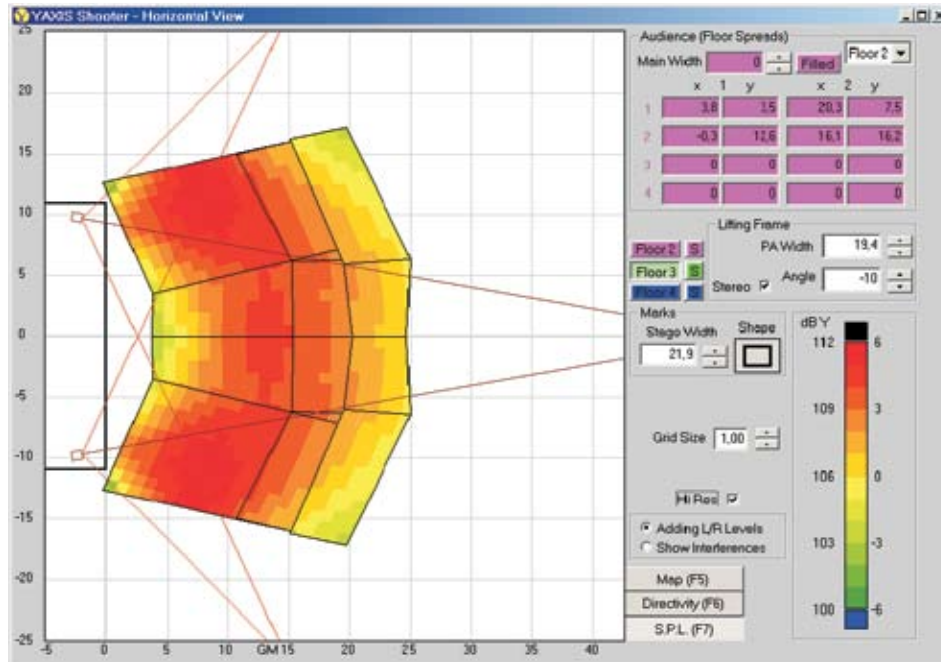 YAXIS Shooter - Horizontal View
Audience (Floor Spreads)
Main Width 0 Filled Floor 2
x 1 y x 2 y
1 3,8 3,5 20,3 7,5
2 -0,3 12,6 16,1 16,2
3 0 0 0 0
4 0 0 0 0
Lifting Frame
Floor 2 S PA Width 19,4
Floor 3 S
Floor 4 S Stereo Angle -10
Marks
Stage Width Shape
21,9
Grid Size 1,00
Hi Res
Adding L/R Levels
Show Interferences
Map (F5)
Directivity (F6)
S.P.L. (F7)
dBY
112 6
109 3
106 0
103 -3
100 -6
25
20
15
10
5
0
-5
-10
-15
-20
-25
-5 0 5 10 GM 15 20 25 30 35 40